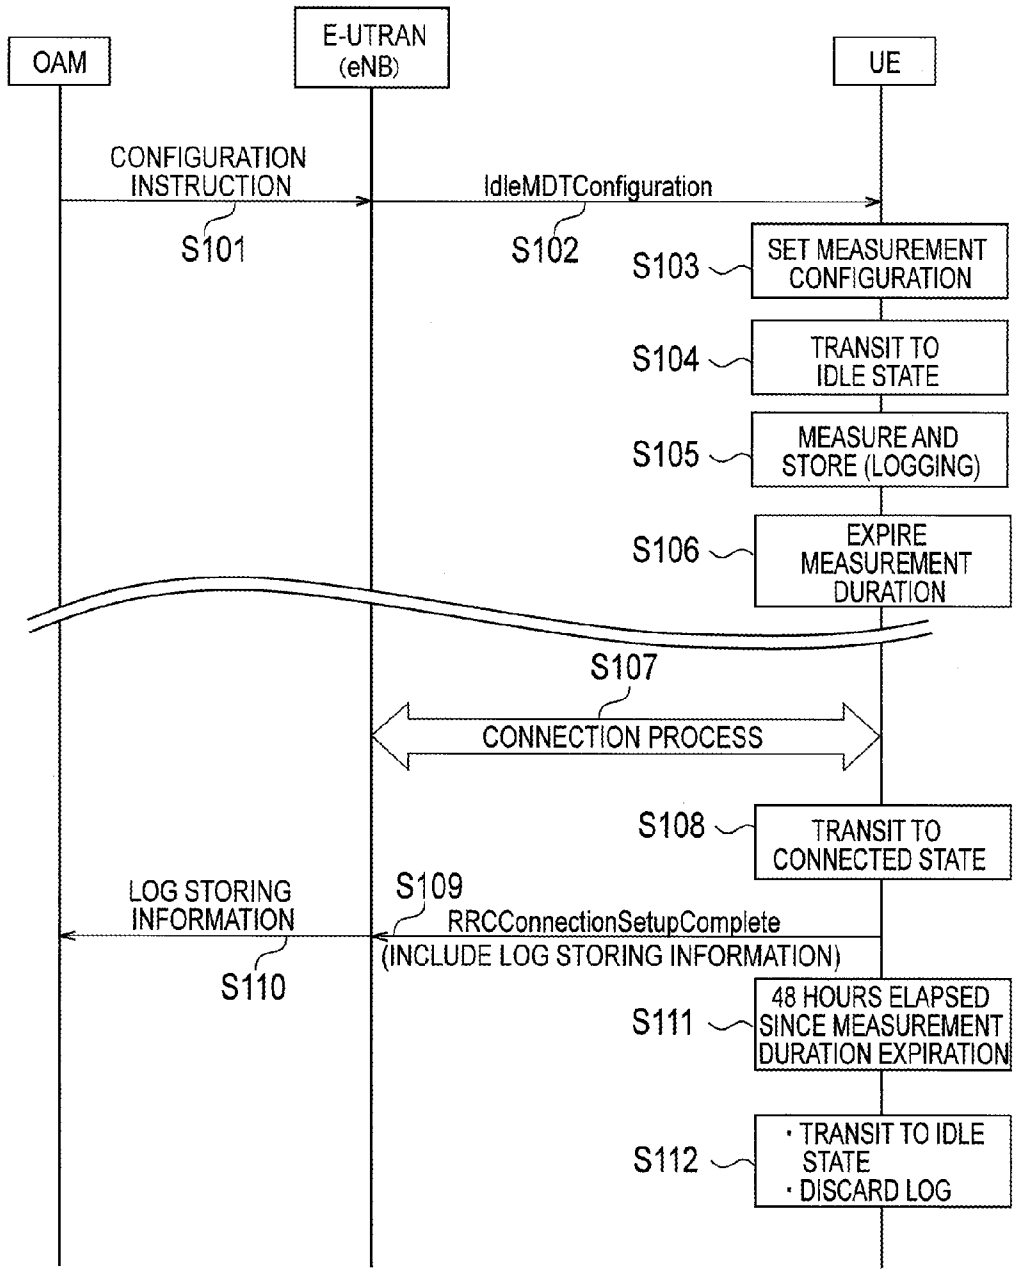 OAM
E-UTRAN
(eNB)
UE
CONFIGURATION
INSTRUCTION
S101
IdleMDTConfiguration
S102
S103
SET MEASUREMENT
CONFIGURATION
S104
TRANSIT TO
IDLE STATE
S105
MEASURE AND
STORE (LOGGING)
S106
EXPIRE
MEASUREMENT
DURATION
S107
CONNECTION PROCESS
S108
TRANSIT TO
CONNECTED STATE
S109
RRCConnectionSetupComplete
(INCLUDE LOG STORING INFORMATION)
LOG STORING
INFORMATION
S110
S111
48 HOURS ELAPSED
SINCE MEASUREMENT
DURATION EXPIRATION
S112
・TRANSIT TO IDLE
STATE
・DISCARD LOG